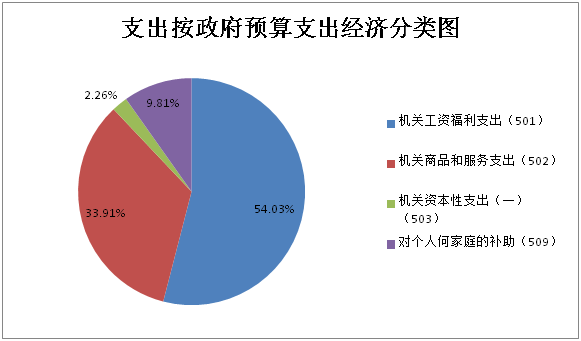 支出按政府预算支出经济分类图
2.26%
9.81%
33.91%
54.03%
机关工资福利支出（501）
机关商品和服务支出（502）
机关资本性支出（一）
（503）
对个人何家庭的补助（509）